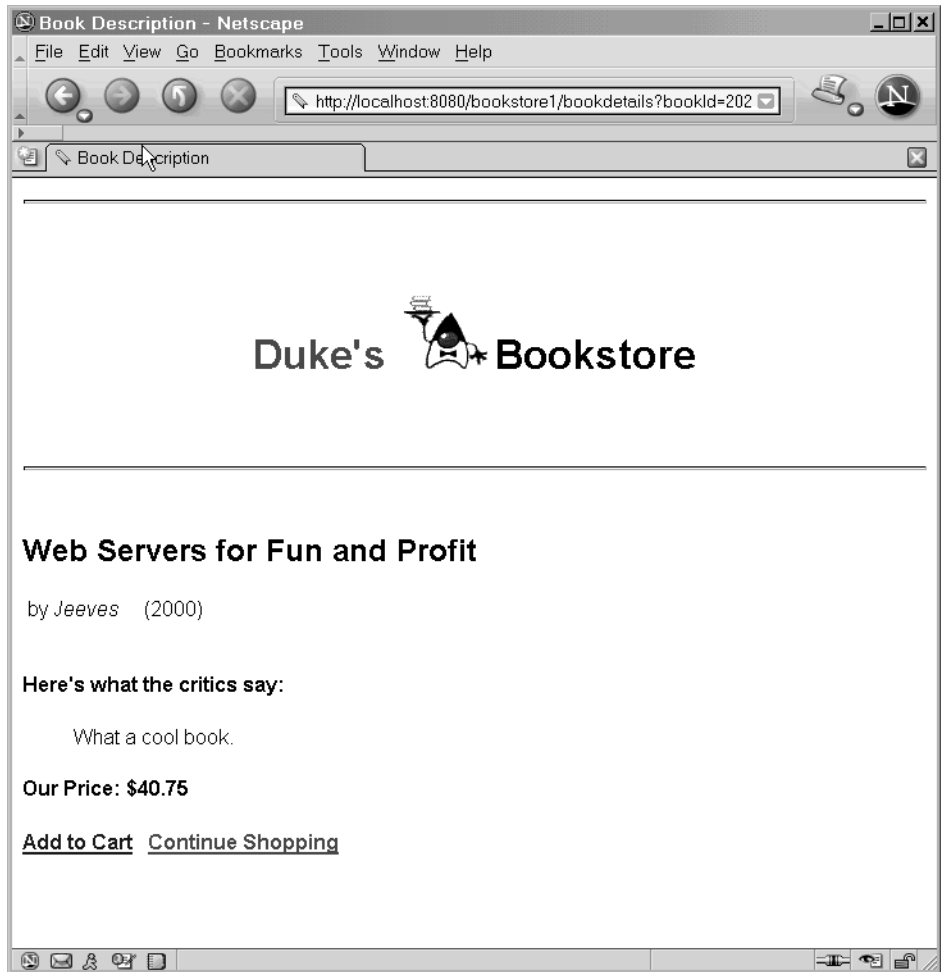 Book Description - Netscape
File Edit View Go Bookmarks Tools Window Help
http://localhost:8080/bookstore1/bookdetails?bookId=202
N
Book Description
Duke's Bookstore
Web Servers for Fun and Profit
by Jeeves (2000)
Here's what the critics say:
What a cool book.
Our Price: $40.75
Add to Cart Continue Shopping